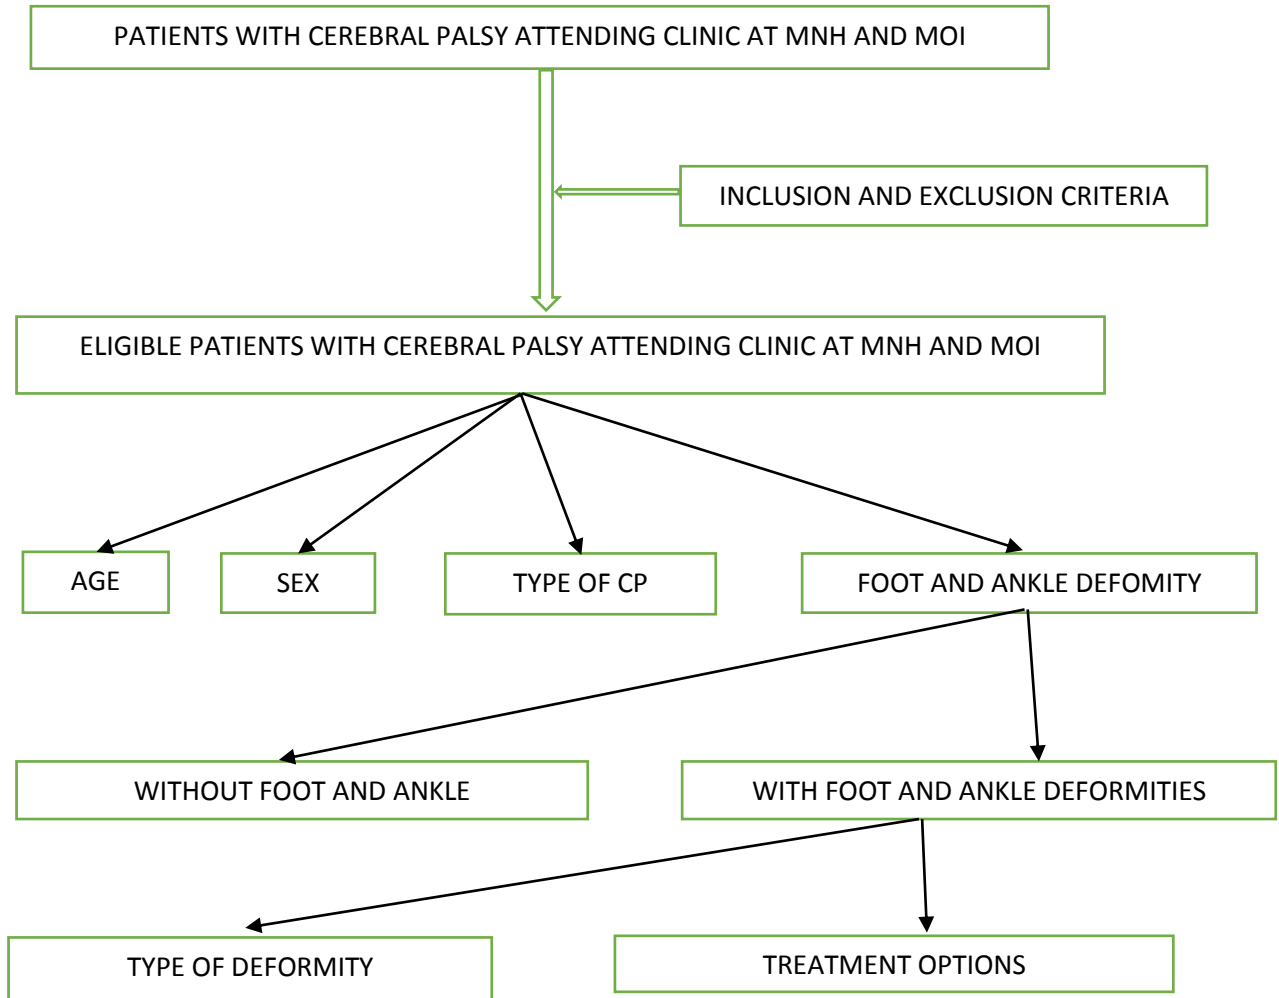 PATIENTS WITH CEREBRAL PALSY ATTENDING CLINIC AT MNH AND MOI
INCLUSION AND EXCLUSION CRITERIA
ELIGIBLE PATIENTS WITH CEREBRAL PALSY ATTENDING CLINIC AT MNH AND MOI
AGE
SEX
TYPE OF CP
FOOT AND ANKLE DEFOMITY
WITHOUT FOOT AND ANKLE
WITH FOOT AND ANKLE DEFORMITIES
TYPE OF DEFORMITY
TREATMENT OPTIONS